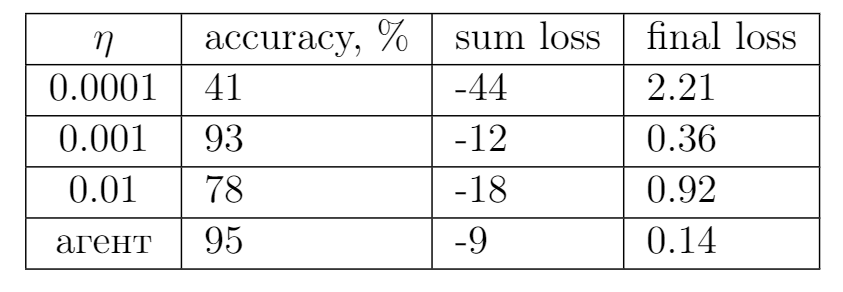 η accuracy, % sum loss final loss
0.0001 41 -44 2.21
0.001 93 -12 0.36
0.01 78 -18 0.92
агент 95 -9 0.14